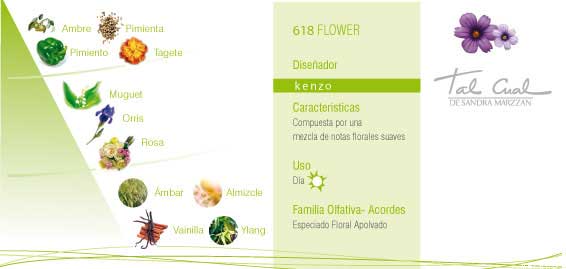 Ambre Pimienta
Pimiento Tagete
Muguet
Orris
Rosa
Ámbar Almizcle
Vainilla Ylang
618 FLOWER
Diseñador
kenzo
Caracteristicas
Compuesta por una
mezcla de notas florales suaves
Uso
Día
Familia Olfativa- Acordes
Especiado Floral Apolvado
Tal Cual
DE SANDRA MARZZAN